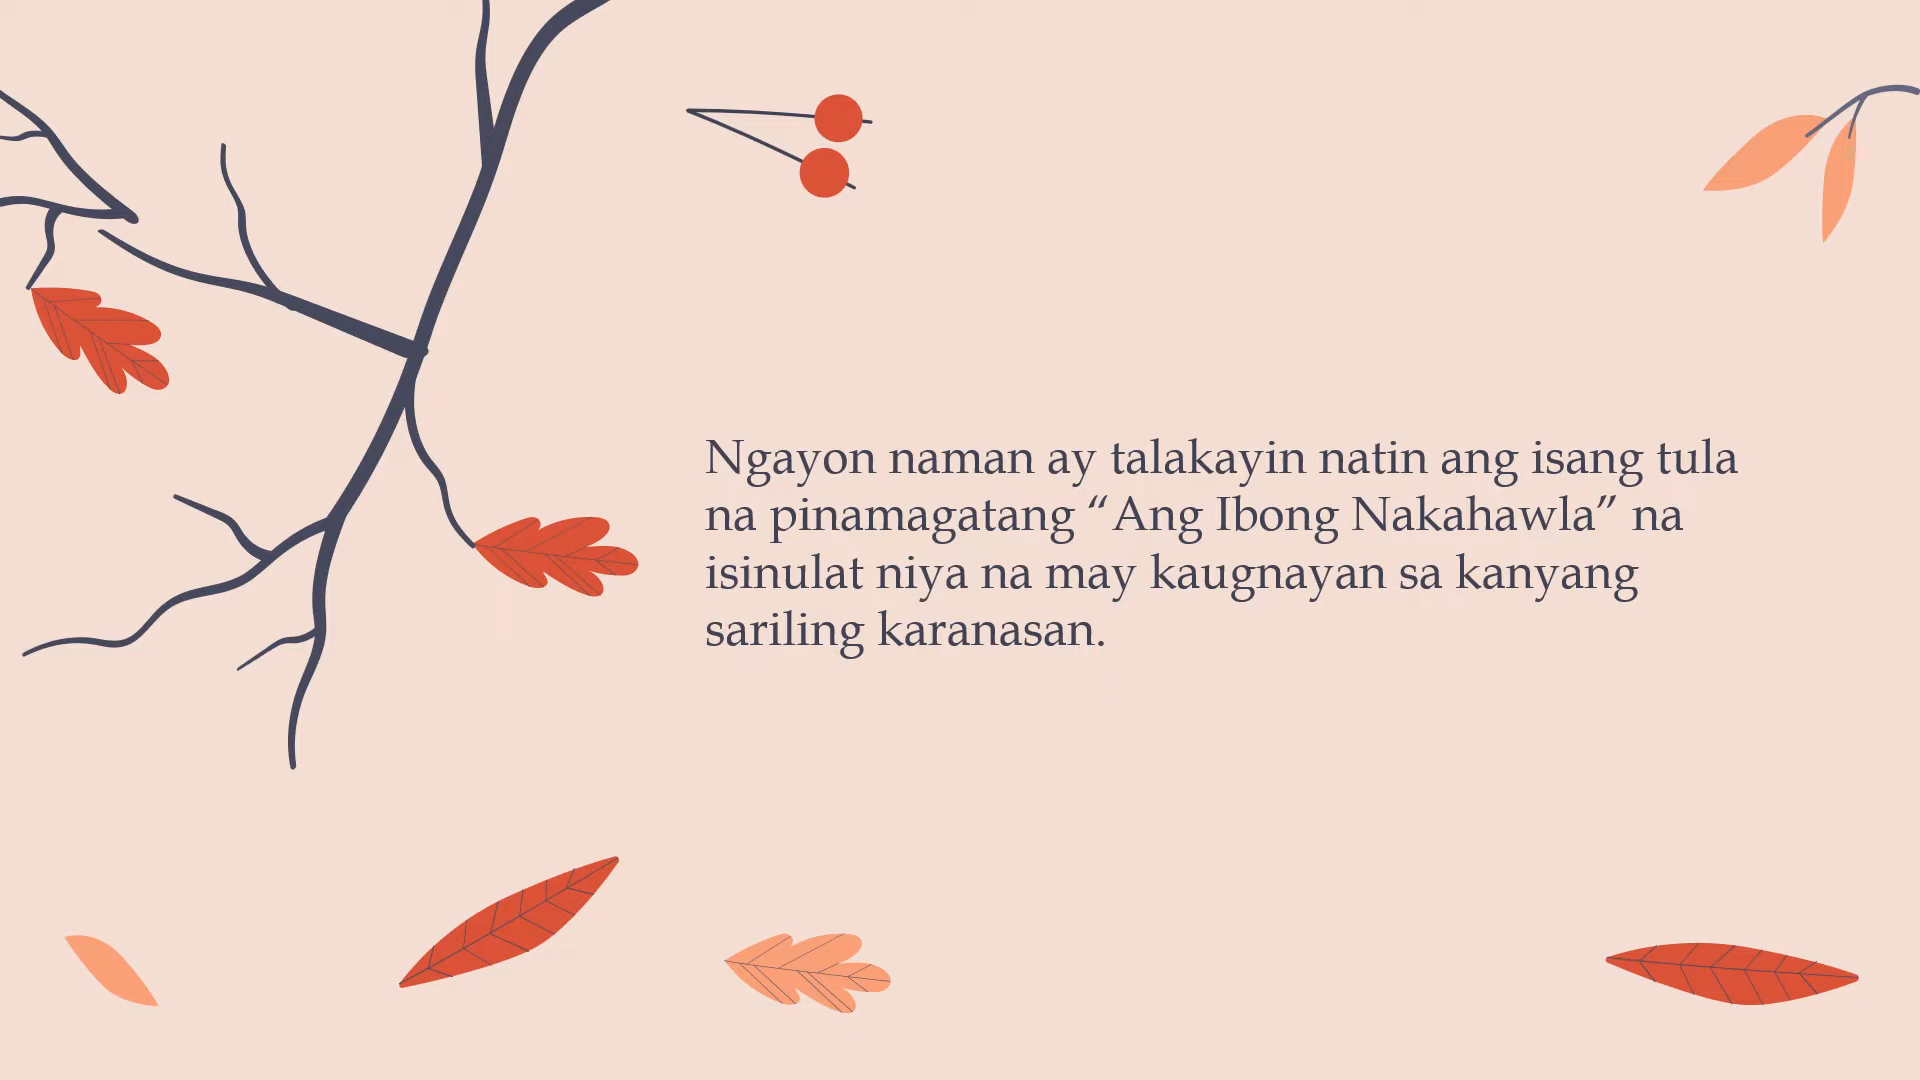 Ngayon naman ay talakayin natin ang isang tula
na pinamagatang “Ang Ibong Nakahawla” na
isinulat niya na may kaugnayan sa kanyang
sariling karanasan.